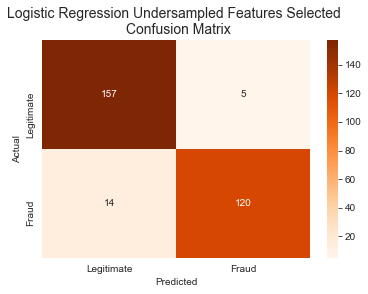 Logistic Regression Undersampled Features Selected
Confusion Matrix
Actual
Legitimate
Fraud
157
5
14
120
Legitimate
Fraud
Predicted
140
120
100
80
60
40
20